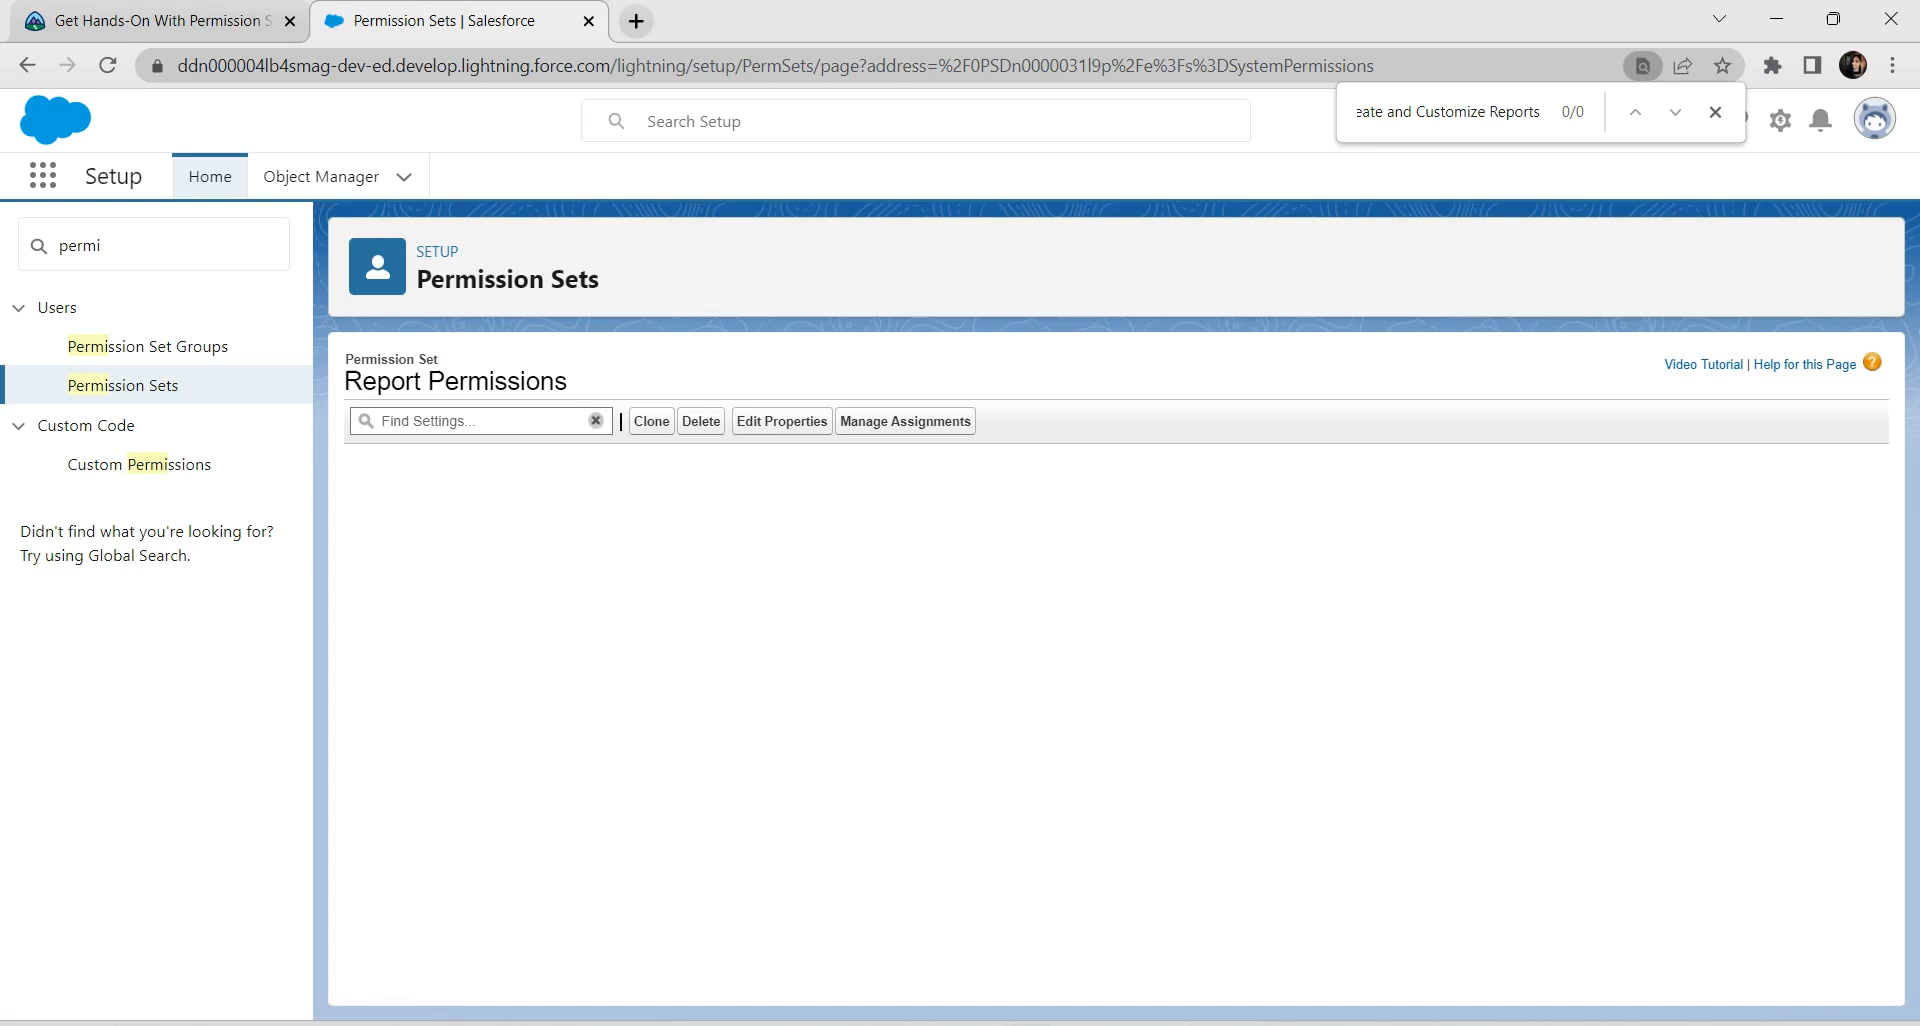 Get Hands-On With Permission S
Permission Sets | Salesforce
ddn000004lb4smag-dev-ed.develop.lightning.force.com/lightning/setup/PermSets/page?address=%2F0PSDn0000031l9p%2Fe%3Fs%3DSystemPermissions
Search Setup
eate and Customize Reports 0/0
Setup
Home
Object Manager
permi
Users
Permission Set Groups
Permission Sets
Custom Code
Custom Permissions
Didn't find what you're looking for?
Try using Global Search.
SETUP
Permission Sets
Permission Set
Report Permissions
Video Tutorial | Help for this Page ?
Find Settings... | Clone Delete Edit Properties Manage Assignments